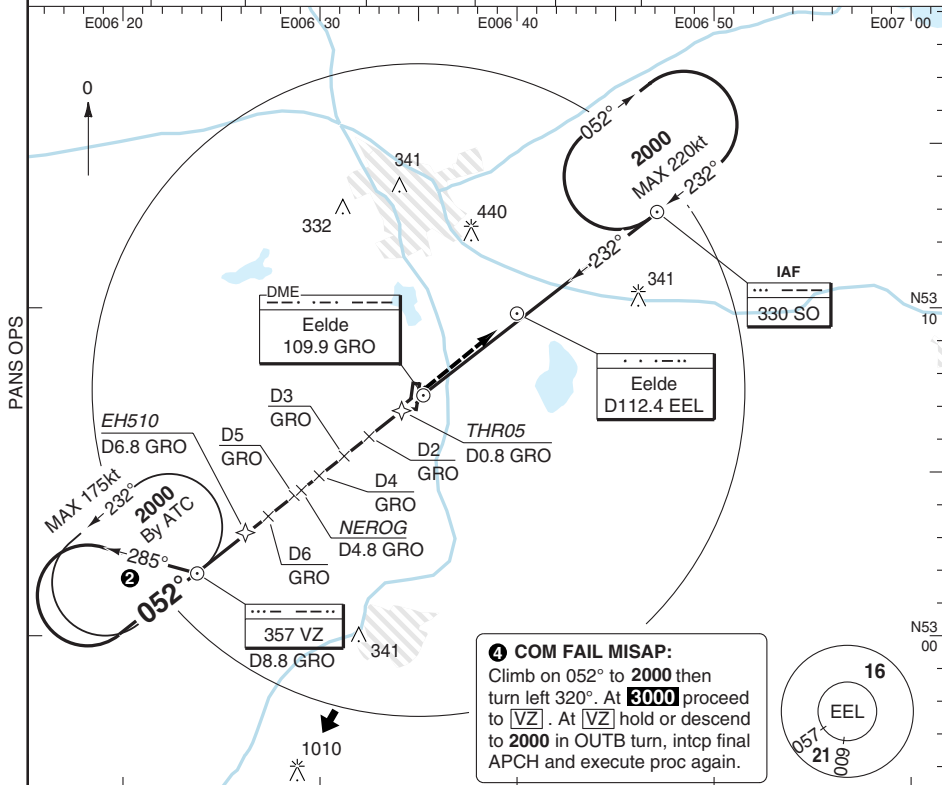 E006 20
E006 30
E006 40
E006 50
E007 00
0
052°
2000
MAX 220kt
232°
341
332
440
232°
341
IAF
330 SO
N53
10
PANS OPS
DME
Eelde
109.9 GRO
Eelde
D112.4 EEL
D3
GRO
EH510
D6.8 GRO
D5
GRO
THR05
D0.8 GRO
D2
GRO
D4
GRO
NEROG
D4.8 GRO
D6
GRO
MAX 175kt
232°
2000
By ATC
285°
2
052°
357 VZ
D8.8 GRO
341
N53
00
1010
4 COM FAIL MISAP:
Climb on 052° to 2000 then
turn left 320°. At 3000 proceed
to VZ . At VZ hold or descend
to 2000 in OUTB turn, intcp final
APCH and execute proc again.
16
EEL
057
21
009